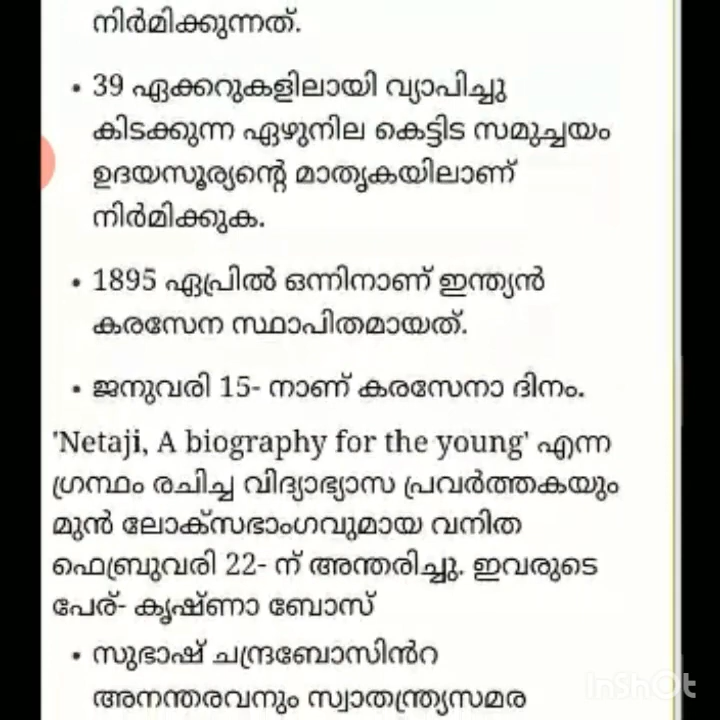 നിർമിക്കുന്നത്.
• 39 ഏക്കറുകളിലായി വ്യാപിച്ചു
കിടക്കുന്ന ഏഴുനില കെട്ടിട സമുച്ചയം
ഉദയസൂര്യന്റെ മാതൃകയിലാണ്
നിർമിക്കുക.
• 1895 ഏപ്രിൽ ഒന്നിനാണ് ഇന്ത്യൻ
കരസേന സ്ഥാപിതമായത്.
• ജനുവരി 15- നാണ് കരസേനാ ദിനം.
'Netaji, A biography for the young' എന്ന
ഗ്രന്ഥം രചിച്ച വിദ്യാഭ്യാസ പ്രവർത്തകയും
മുൻ ലോക്സഭാംഗവുമായ വനിത
ഫെബ്രുവരി 22- ന് അന്തരിച്ചു. ഇവരുടെ
പേര്- കൃഷ്ണാ ബോസ്
• സുഭാഷ് ചന്ദ്രബോസിൻറ
അനന്തരവനും സ്വാതന്ത്ര്യസമര
InShOt